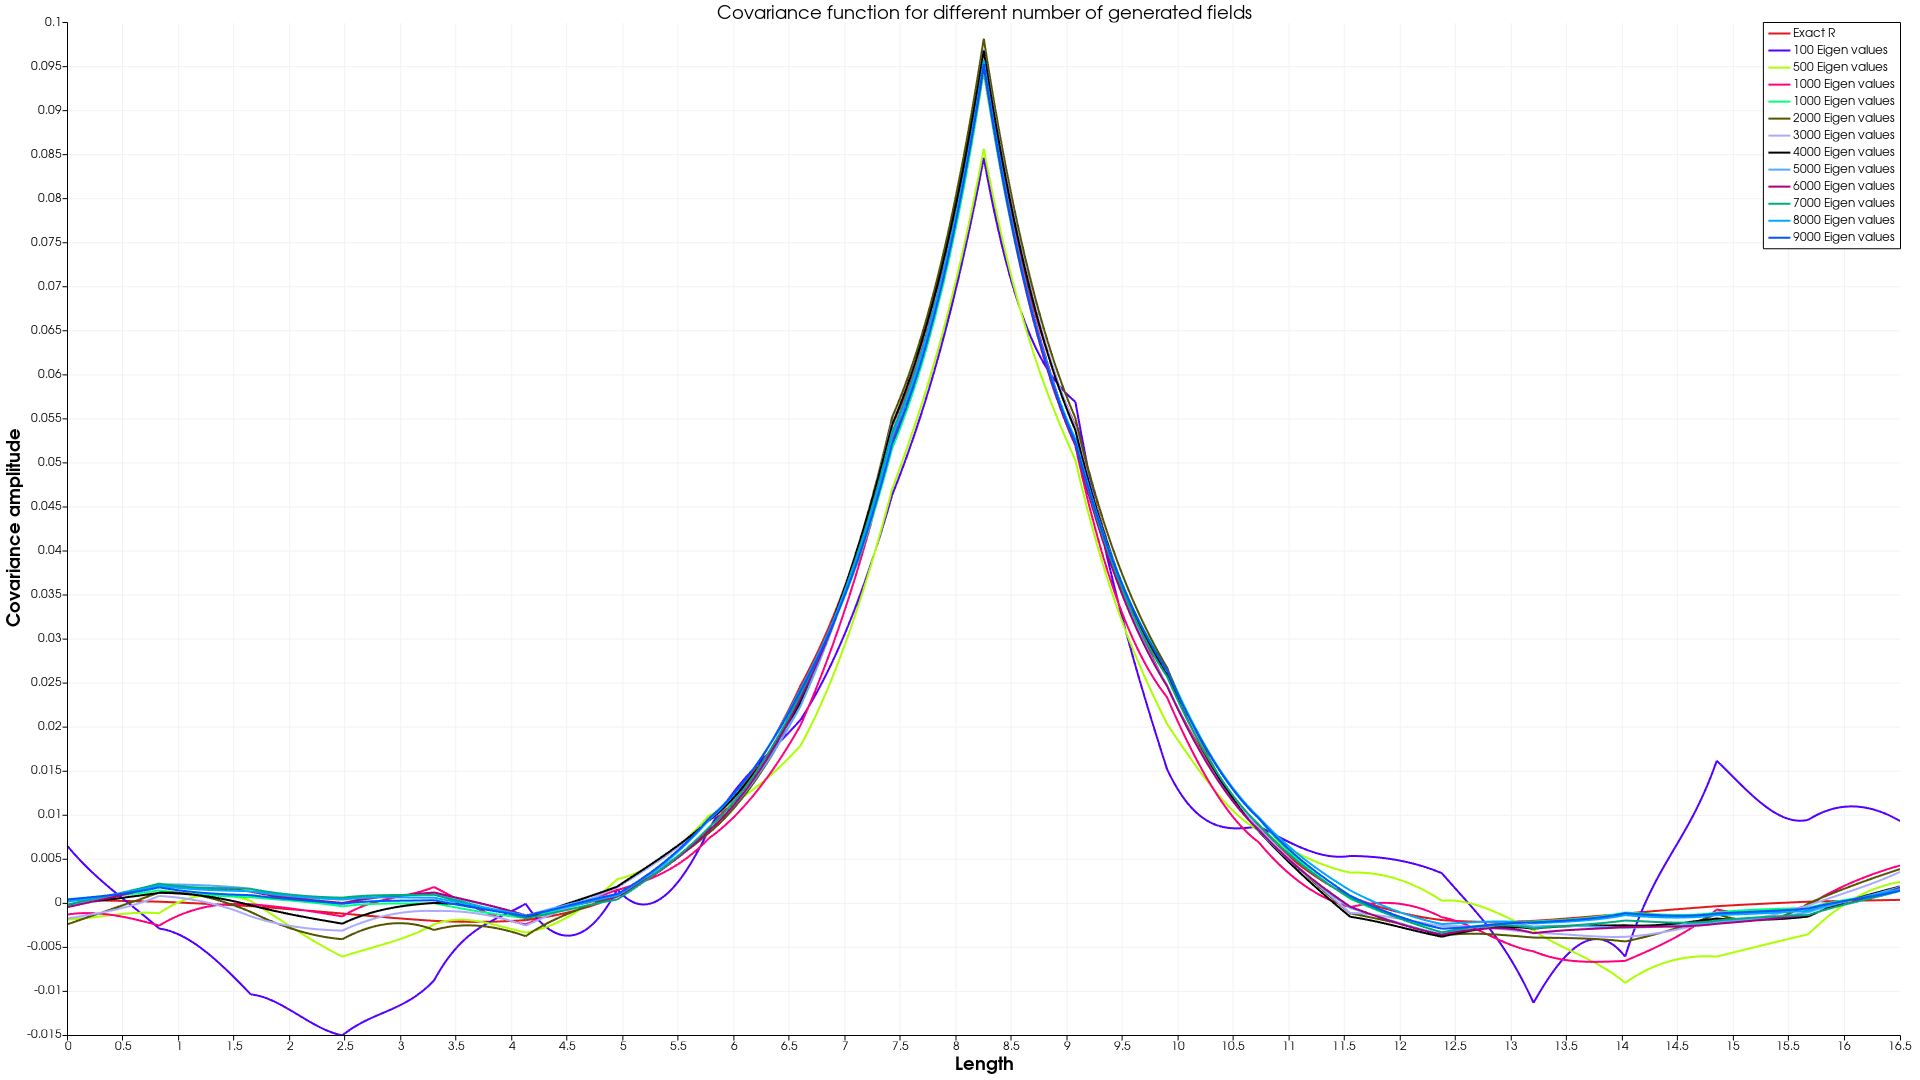 Covariance function for different number of generated fields
0.1
0.095
0.09
0.085
0.08
0.075
0.07
0.065
0.06
0.055
0.05
0.045
0.04
0.035
0.03
0.025
0.02
0.015
0.01
0.005
0
-0.005
-0.01
-0.015
Covariance amplitude
Exact R
100 Eigen values
500 Eigen values
1000 Eigen values
1000 Eigen values
2000 Eigen values
3000 Eigen values
4000 Eigen values
5000 Eigen values
6000 Eigen values
7000 Eigen values
8000 Eigen values
9000 Eigen values
0 0.5 1 1.5 2 2.5 3 3.5 4 4.5 5 5.5 6 6.5 7 7.5 8 8.5 9 9.5 10 10.5 11 11.5 12 12.5 13 13.5 14 14.5 15 15.5 16 16.5
Length